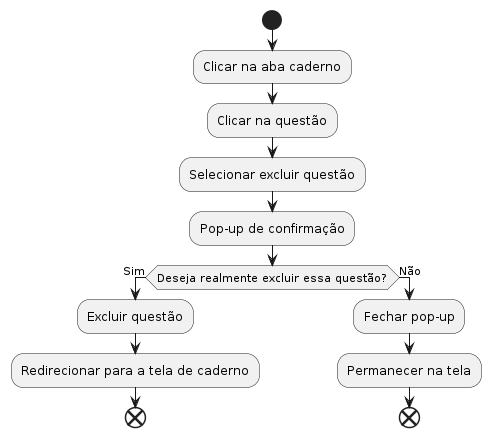 Clicar na aba caderno
Clicar na questão
Selecionar excluir questão
Pop-up de confirmação
Deseja realmente excluir essa questão?
Sim
Não
Excluir questão
Fechar pop-up
Redirecionar para a tela de caderno
Permanecer na tela